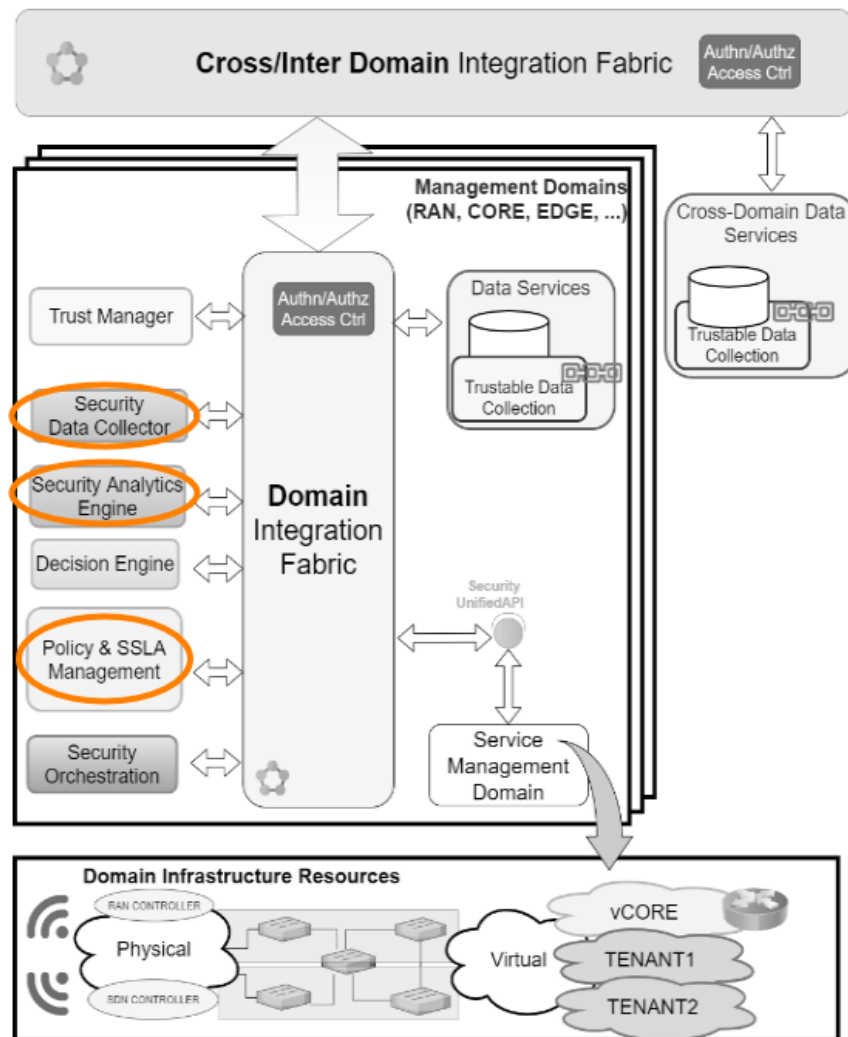 Cross/Inter Domain Integration Fabric
Authn/Authz
Access Ctrl
Management Domains
(RAN, CORE, EDGE, ...)
Cross-Domain Data
Services
Trustable Data
Collection
Trust Manager
Authn/Authz
Access Ctrl
Data Services
Trustable Data
Collection
Security
Data Collector
Security Analytics
Engine
Domain
Integration
Fabric
Decision Engine
Security
UnifiedAPI
Policy & SSLA
Management
Security
Orchestration
Service
Management
Domain
Domain Infrastructure Resources
RAN CONTROLLER
Physical
SDN CONTROLLER
Virtual
vCORE
TENANT1
TENANT2